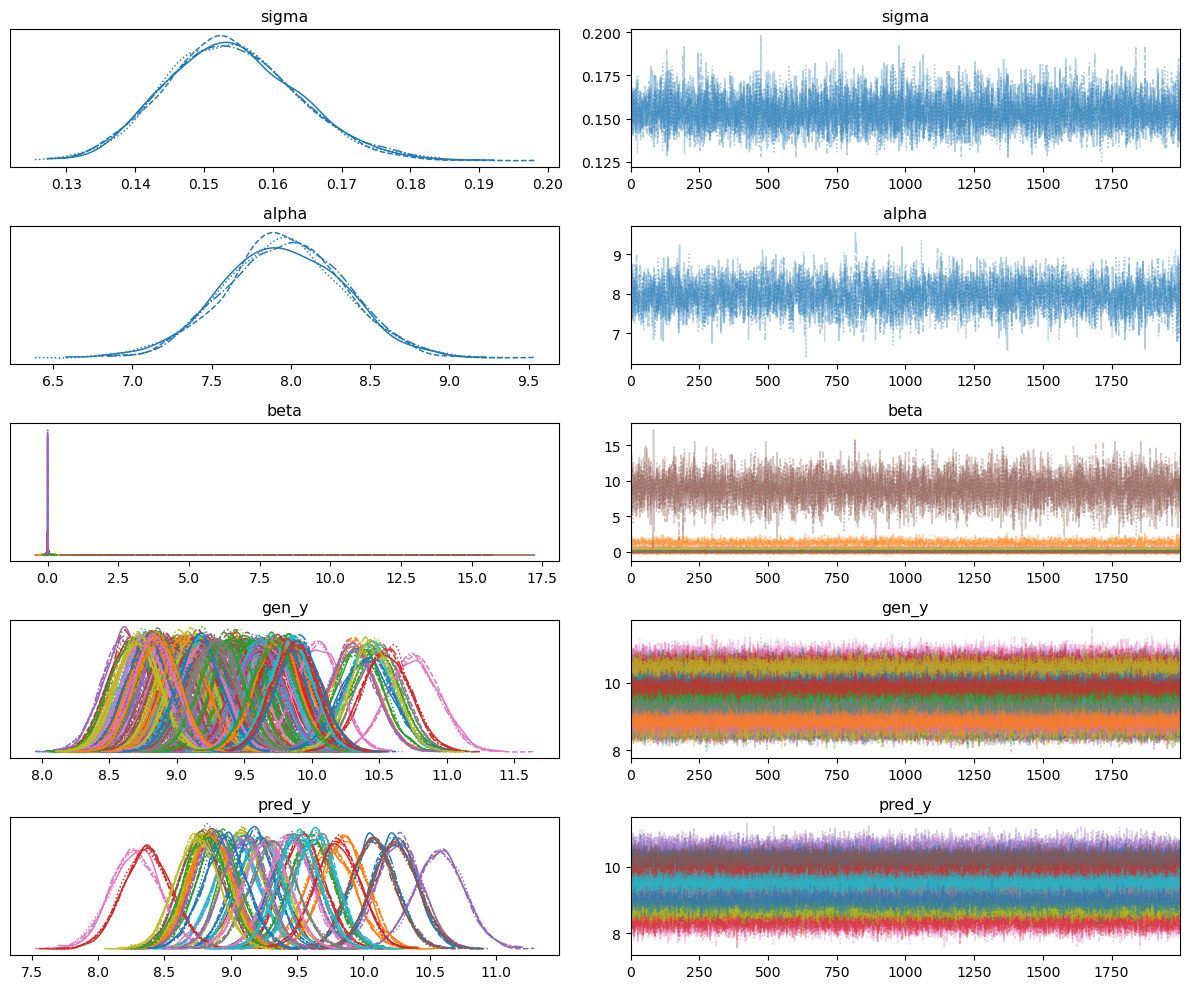 sigma
0.13 0.14 0.15 0.16 0.17 0.18 0.19 0.20
sigma
0.200
0.175
0.150
0.125
0 250 500 750 1000 1250 1500 1750
alpha
6.5 7.0 7.5 8.0 8.5 9.0 9.5
alpha
9
8
7
0 250 500 750 1000 1250 1500 1750
beta
0.0 2.5 5.0 7.5 10.0 12.5 15.0 17.5
beta
15
10
5
0
0 250 500 750 1000 1250 1500 1750
gen_y
8.0 8.5 9.0 9.5 10.0 10.5 11.0 11.5
gen_y
10
8
0 250 500 750 1000 1250 1500 1750
pred_y
7.5 8.0 8.5 9.0 9.5 10.0 10.5 11.0
pred_y
10
8
0 250 500 750 1000 1250 1500 1750